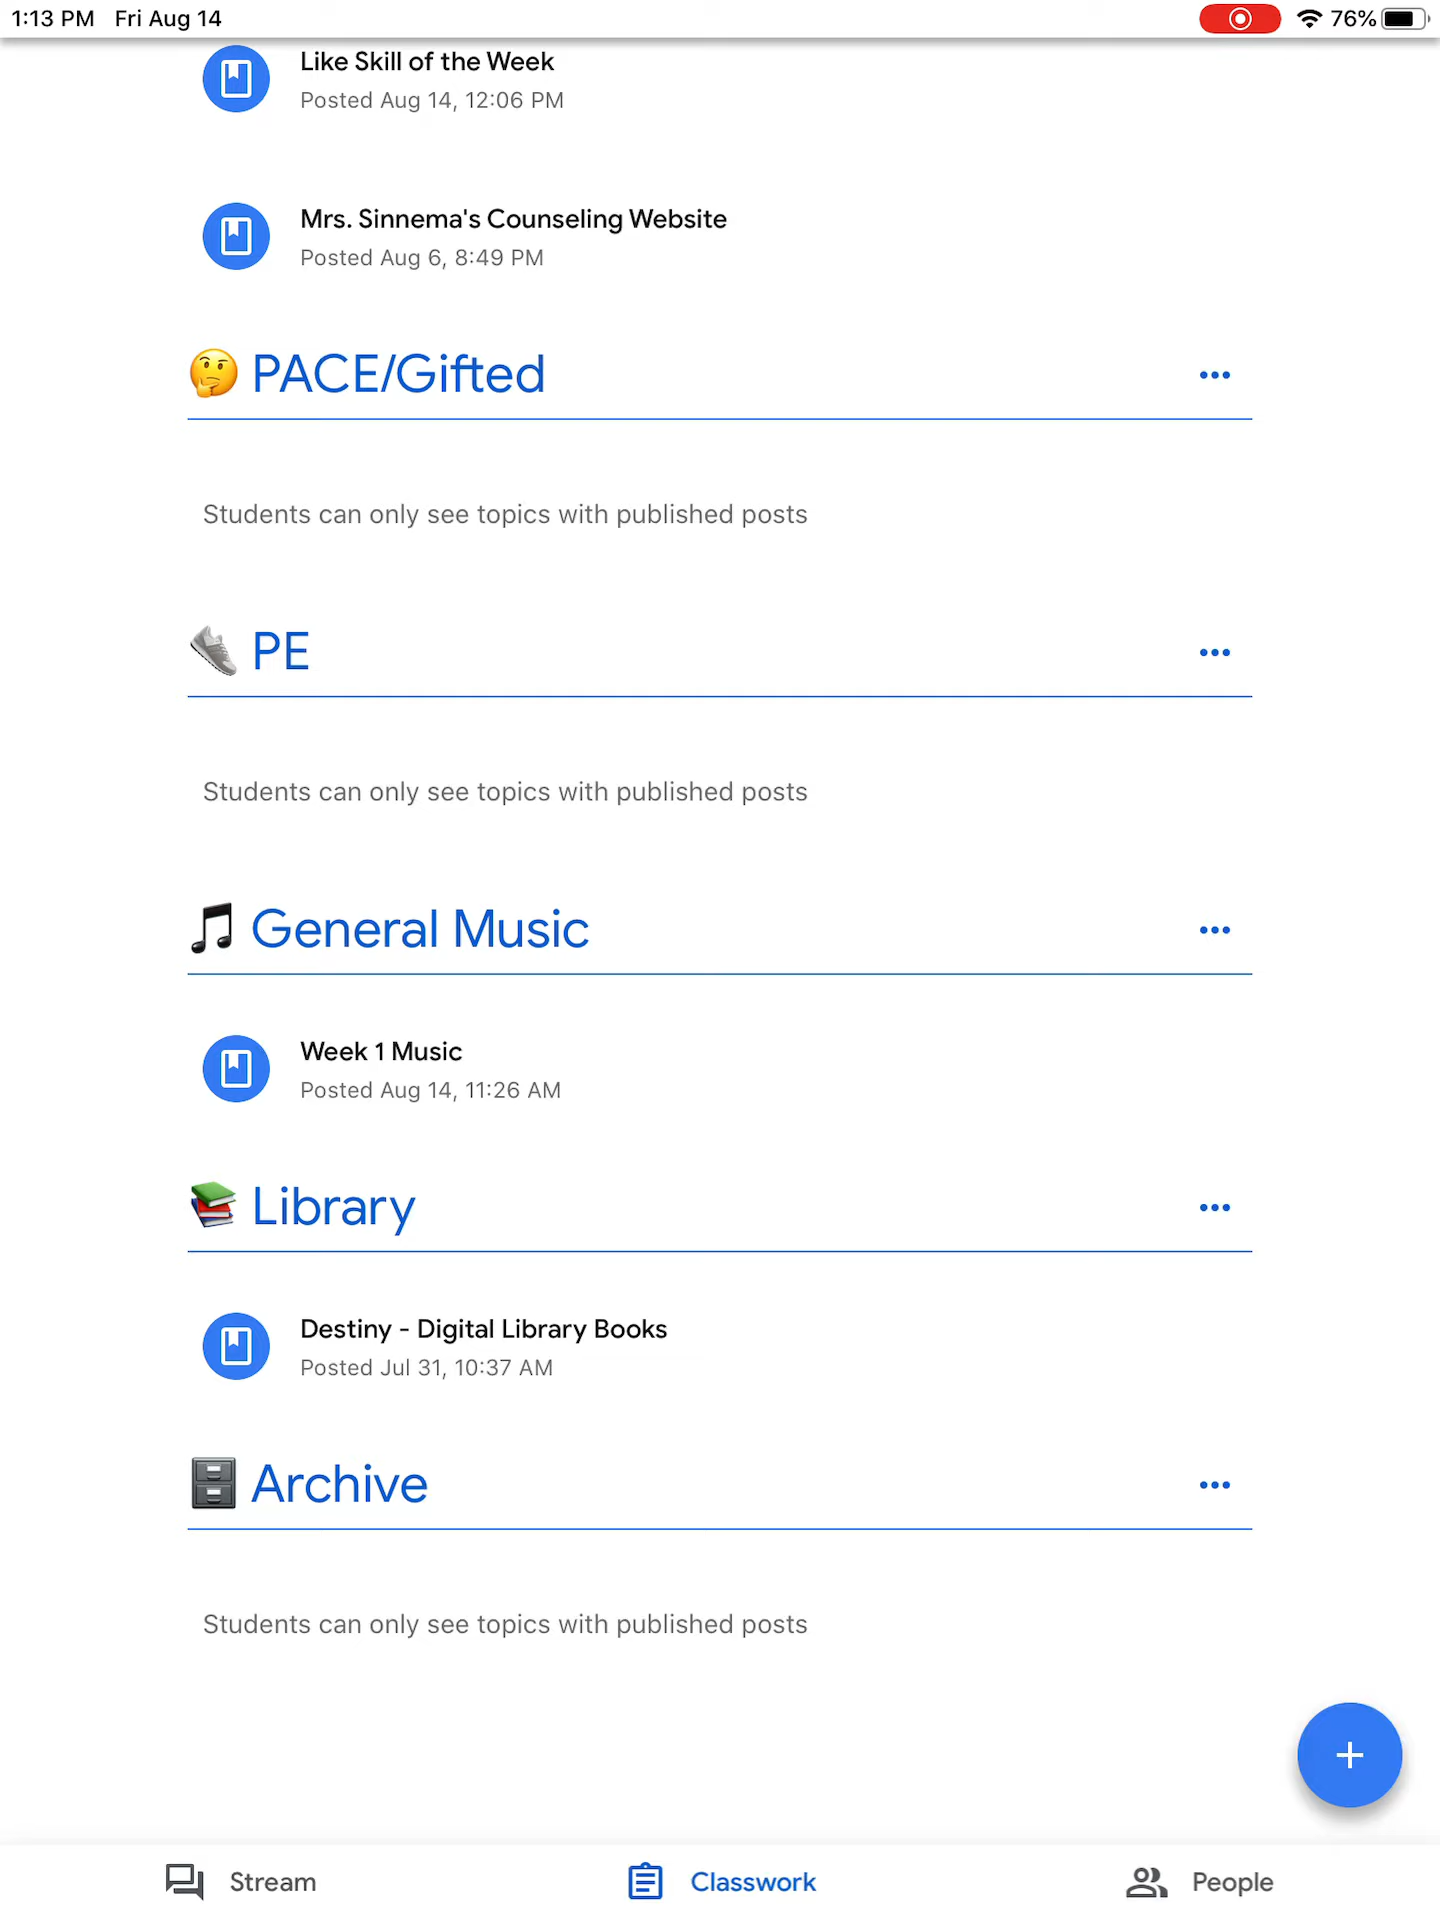 1:13 PM Fri Aug 14 76%
Like Skill of the Week
Posted Aug 14, 12:06 PM
Mrs. Sinnema's Counseling Website
Posted Aug 6, 8:49 PM
🤔 PACE/Gifted
Students can only see topics with published posts
👟 PE
Students can only see topics with published posts
🎵 General Music
Week 1 Music
Posted Aug 14, 11:26 AM
📚 Library
Destiny - Digital Library Books
Posted Jul 31, 10:37 AM
🗄️ Archive
Students can only see topics with published posts
Stream Classwork People